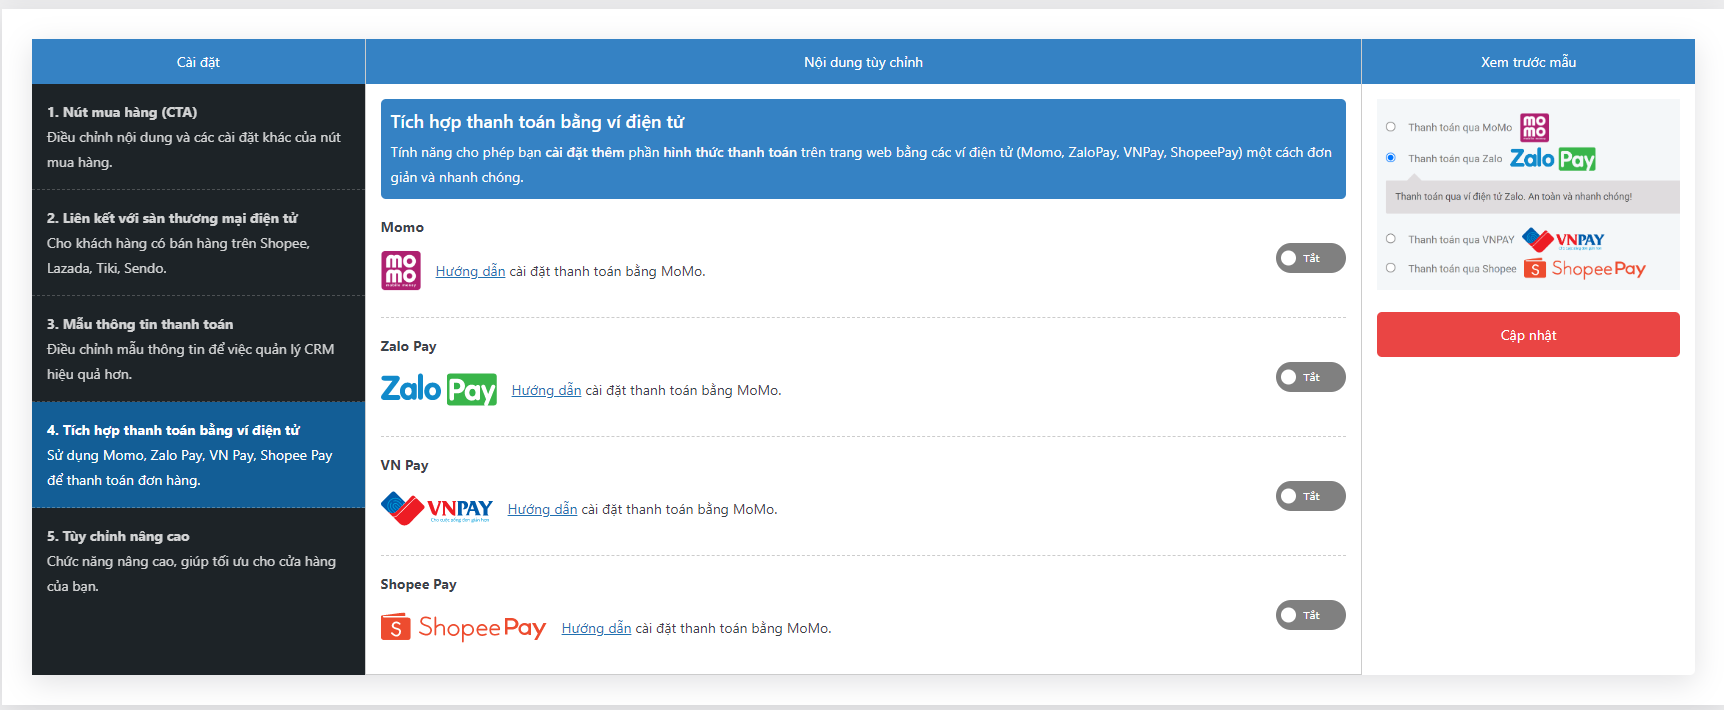 Cài đặt
Nội dung tùy chỉnh
Xem trước mẫu
1. Nút mua hàng (CTA)
Điều chỉnh nội dung và các cài đặt khác của nút
mua hàng.
2. Liên kết với sàn thương mại điện tử
Cho khách hàng có bán hàng trên Shopee,
Lazada, Tiki, Sendo.
3. Mẫu thông tin thanh toán
Điều chỉnh mẫu thông tin để việc quản lý CRM
hiệu quả hơn.
4. Tích hợp thanh toán bằng ví điện tử
Sử dụng Momo, Zalo Pay, VN Pay, Shopee Pay
để thanh toán đơn hàng.
5. Tùy chỉnh nâng cao
Chức năng nâng cao, giúp tối ưu cho cửa hàng
của bạn.
Tích hợp thanh toán bằng ví điện tử
Tính năng cho phép bạn cài đặt thêm phần hình thức thanh toán trên trang web bằng các ví điện tử (Momo, ZaloPay, VNPay, ShopeePay) một cách đơn
giản và nhanh chóng.
Momo
mo
mo
mobile money
Hướng dẫn cài đặt thanh toán bằng MoMo.
Tắt
Zalo Pay
Zalo Pay
Hướng dẫn cài đặt thanh toán bằng MoMo.
Tắt
VN Pay
VNPAY
Cho cuộc sống đơn giản hơn
Hướng dẫn cài đặt thanh toán bằng MoMo.
Tắt
Shopee Pay
S ShopeePay
Hướng dẫn cài đặt thanh toán bằng MoMo.
Tắt
Thanh toán qua MoMo
mo
mo
Thanh toán qua Zalo Zalo Pay
Thanh toán qua ví điện tử Zalo. An toàn và nhanh chóng!
Thanh toán qua VNPAY VNPAY
Thanh toán qua Shopee S ShopeePay
Cập nhật